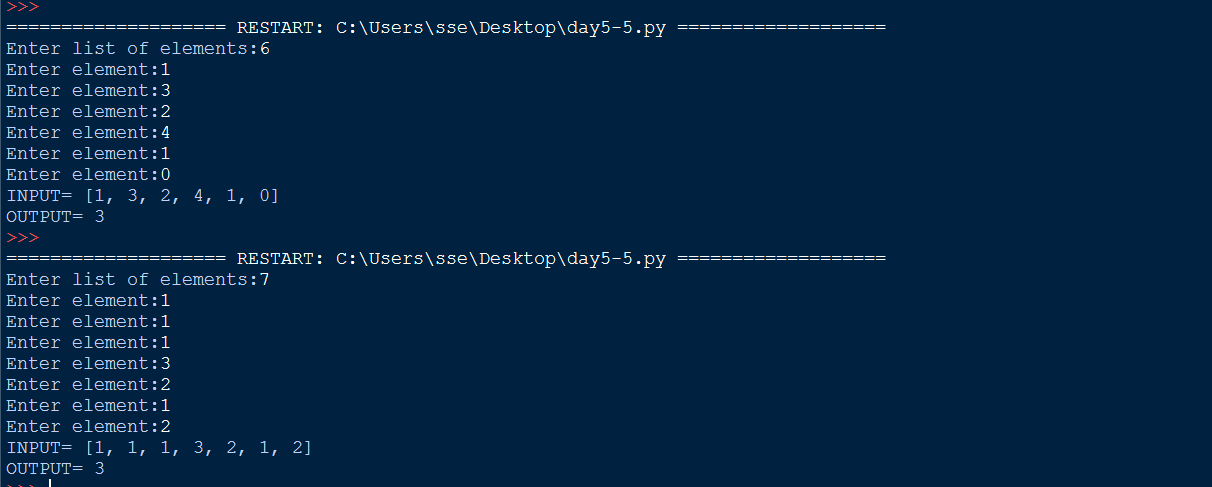 >>>
==================== RESTART: C:\Users\sse\Desktop\day5-5.py ===================
Enter list of elements:6
Enter element:1
Enter element:3
Enter element:2
Enter element:4
Enter element:1
Enter element:0
INPUT= [1, 3, 2, 4, 1, 0]
OUTPUT= 3
>>>
==================== RESTART: C:\Users\sse\Desktop\day5-5.py ===================
Enter list of elements:7
Enter element:1
Enter element:1
Enter element:1
Enter element:3
Enter element:2
Enter element:1
Enter element:2
INPUT= [1, 1, 1, 3, 2, 1, 2]
OUTPUT= 3
>>>